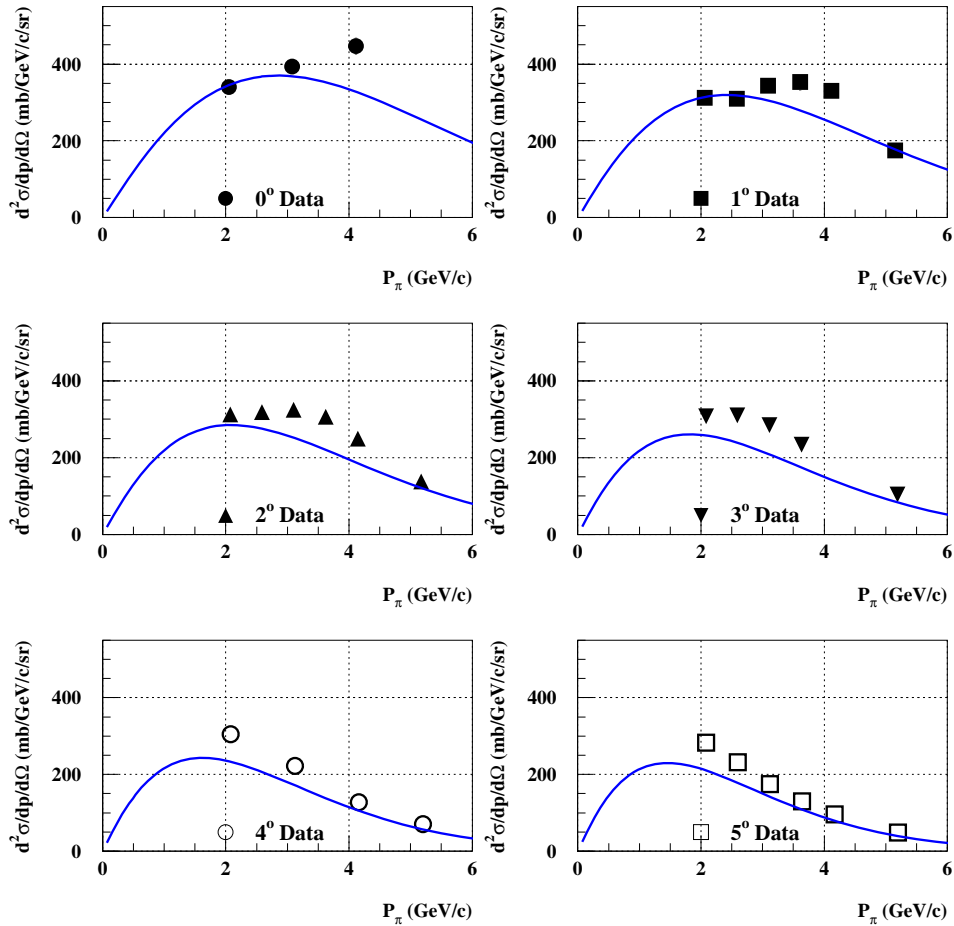 d²σ/dp/dΩ (mb/GeV/c/sr)
400
200
0
0 2 4 6
0° Data
P_π (GeV/c)
d²σ/dp/dΩ (mb/GeV/c/sr)
400
200
0
0 2 4 6
1° Data
P_π (GeV/c)
d²σ/dp/dΩ (mb/GeV/c/sr)
400
200
0
0 2 4 6
2° Data
P_π (GeV/c)
d²σ/dp/dΩ (mb/GeV/c/sr)
400
200
0
0 2 4 6
3° Data
P_π (GeV/c)
d²σ/dp/dΩ (mb/GeV/c/sr)
400
200
0
0 2 4 6
4° Data
P_π (GeV/c)
d²σ/dp/dΩ (mb/GeV/c/sr)
400
200
0
0 2 4 6
5° Data
P_π (GeV/c)